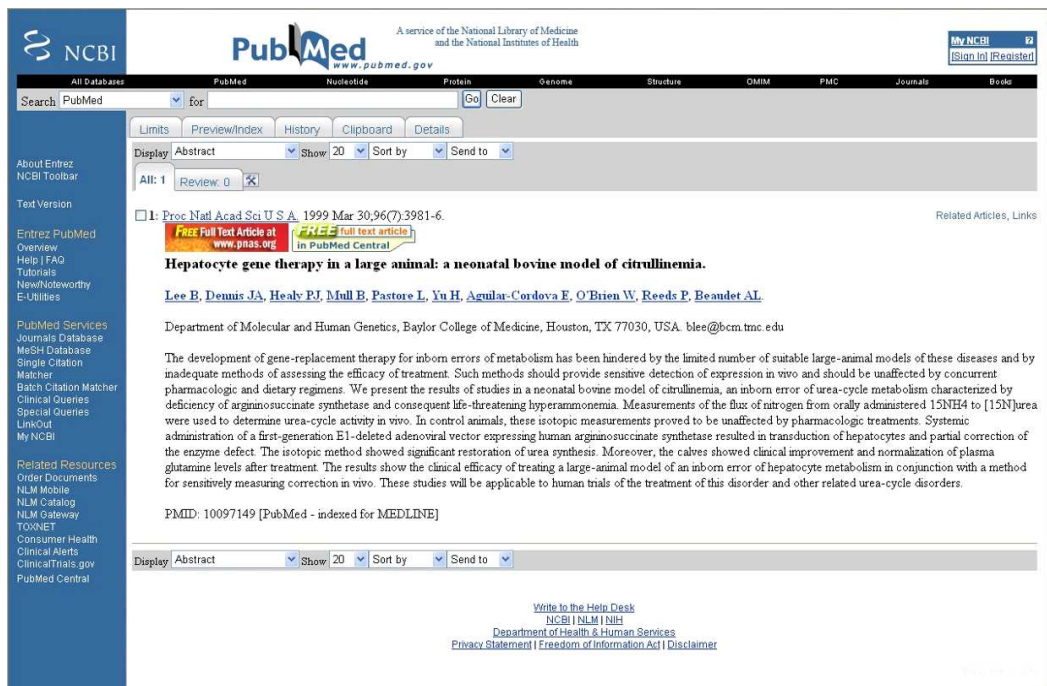 NCBI
PubMed
www.pubmed.gov
A service of the National Library of Medicine
and the National Institutes of Health
My NCBI
[Sign In] [Register]
All Databases PubMed Nucleotide Protein Genome Structure OMIM PMC Journals Books
Search PubMed for Go Clear
Limits Preview/Index History Clipboard Details
Display Abstract Show 20 Sort by Send to
All: 1 Review: 0
About Entrez
NCBI Toolbar
Text Version
Entrez PubMed
Overview
Help | FAQ
Tutorials
New/Noteworthy
E-Utilities
PubMed Services
Journals Database
MeSH Database
Single Citation
Matcher
Batch Citation Matcher
Clinical Queries
Special Queries
LinkOut
My NCBI
Related Resources
Order Documents
NLM Mobile
NLM Catalog
NLM Gateway
TOXNET
Consumer Health
Clinical Alerts
ClinicalTrials.gov
PubMed Central
1: Proc Natl Acad Sci U S A. 1999 Mar 30;96(7):3981-6. Related Articles, Links
FREE Full Text Article at
www.pnas.org
FREE full text article
in PubMed Central
Hepatocyte gene therapy in a large animal: a neonatal bovine model of citrullinemia.
Lee B, Dennis JA, Healy PJ, Mull B, Pastore L, Yu H, Aguilar-Cordova E, O'Brien W, Reeds P, Beaudet AL.
Department of Molecular and Human Genetics, Baylor College of Medicine, Houston, TX 77030, USA. blee@bcm.tmc.edu
The development of gene-replacement therapy for inborn errors of metabolism has been hindered by the limited number of suitable large-animal models of these diseases and by
inadequate methods of assessing the efficacy of treatment. Such methods should provide sensitive detection of expression in vivo and should be unaffected by concurrent
pharmacologic and dietary regimens. We present the results of studies in a neonatal bovine model of citrullinemia, an inborn error of urea-cycle metabolism characterized by
deficiency of argininosuccinate synthetase and consequent life-threatening hyperammonemia. Measurements of the flux of nitrogen from orally administered 15NH4 to [15N]urea
were used to determine urea-cycle activity in vivo. In control animals, these isotopic measurements proved to be unaffected by pharmacologic treatments. Systemic
administration of a first-generation E1-deleted adenoviral vector expressing human argininosuccinate synthetase resulted in transduction of hepatocytes and partial correction of
the enzyme defect. The isotopic method showed significant restoration of urea synthesis. Moreover, the calves showed clinical improvement and normalization of plasma
glutamine levels after treatment. The results show the clinical efficacy of treating a large-animal model of an inborn error of hepatocyte metabolism in conjunction with a method
for sensitively measuring correction in vivo. These studies will be applicable to human trials of the treatment of this disorder and other related urea-cycle disorders.
PMID: 10097149 [PubMed - indexed for MEDLINE]
Display Abstract Show 20 Sort by Send to
Write to the Help Desk
NCBI | NLM | NIH
Department of Health & Human Services
Privacy Statement | Freedom of Information Act | Disclaimer